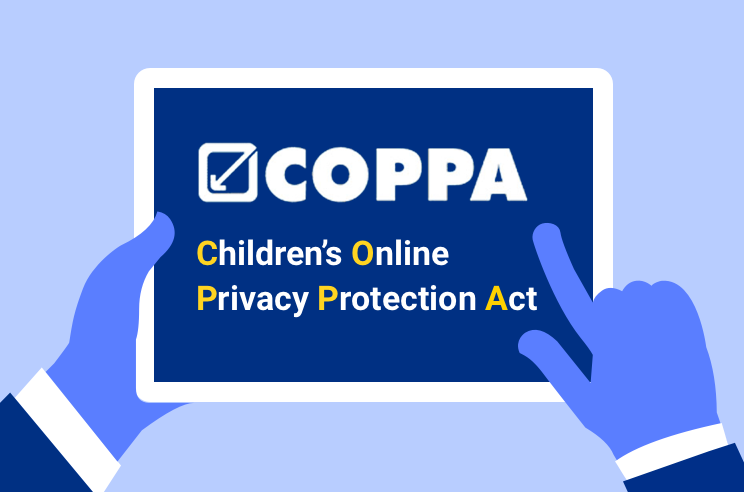 COPPA
Children’s Online
Privacy Protection Act